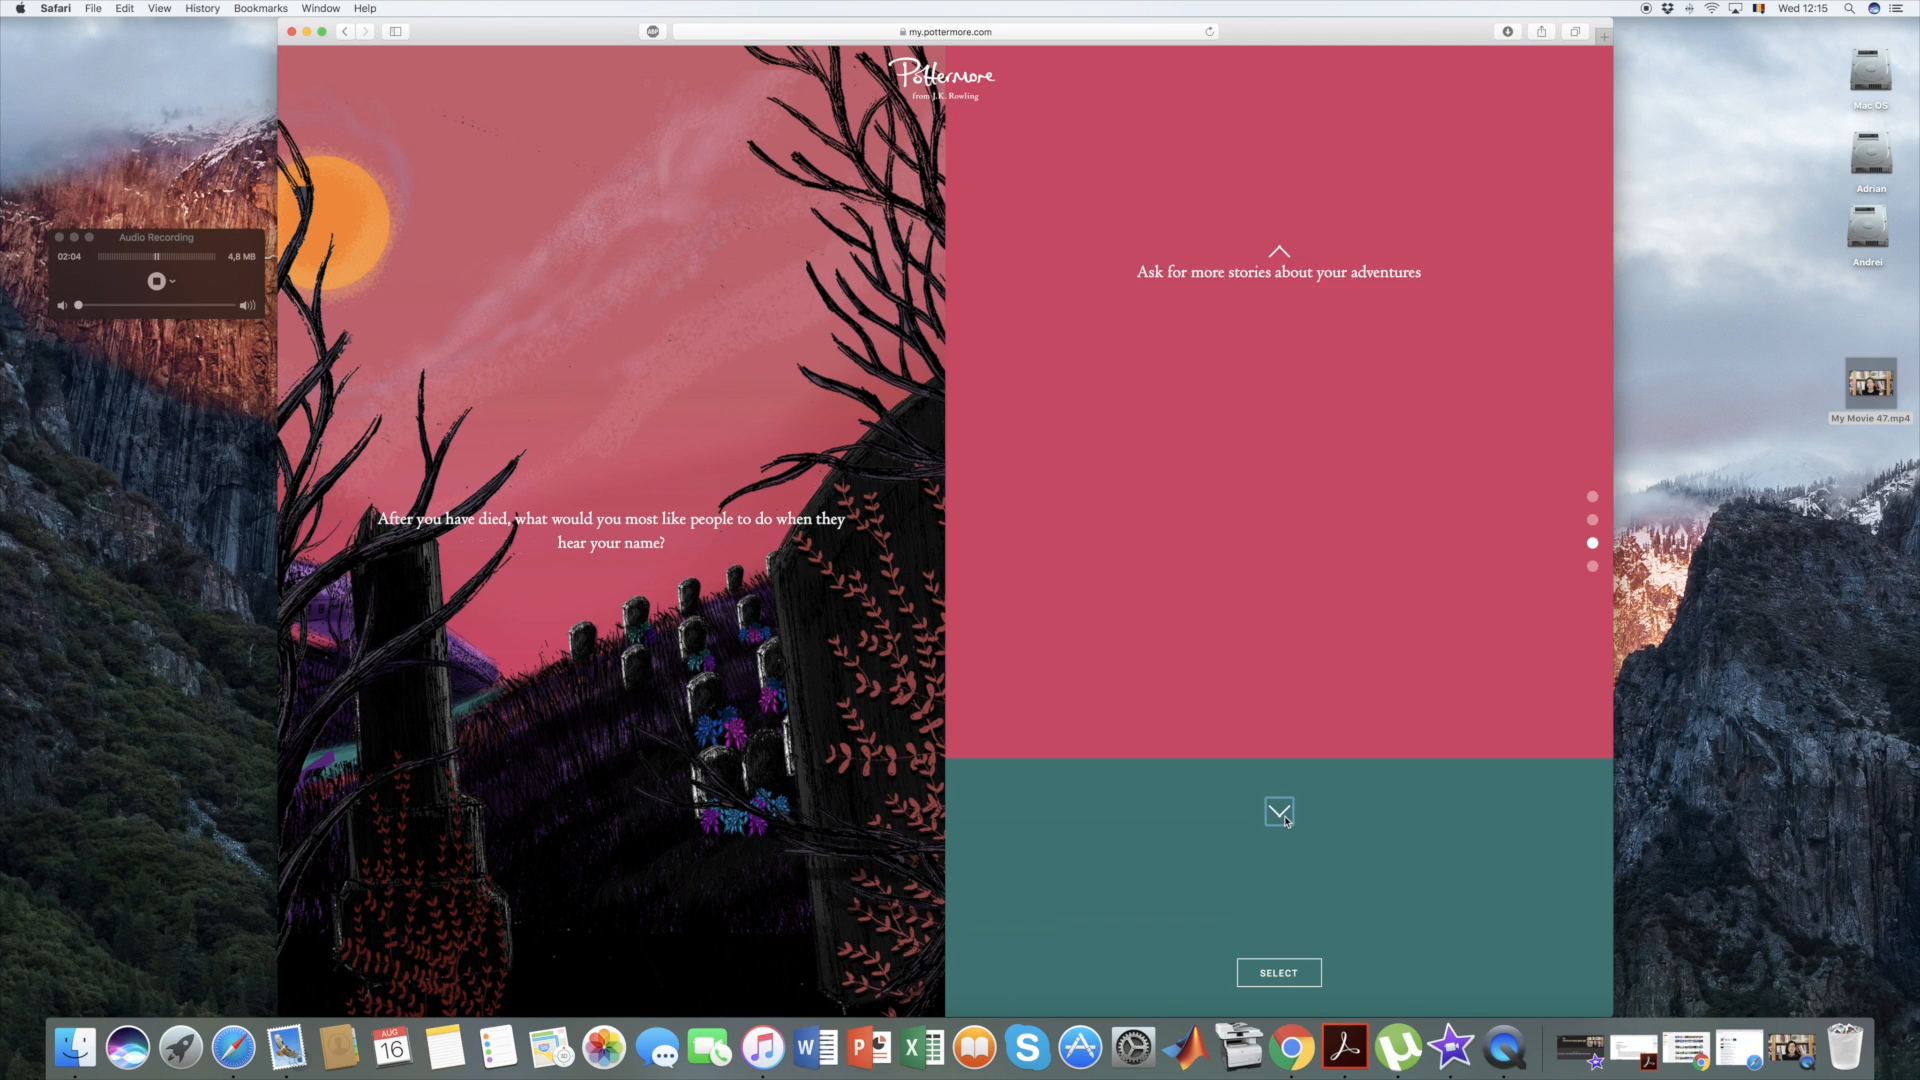 Safari File Edit View History Bookmarks Window Help
Wed 12:15
ABP
my.pottermore.com
Pottermore
from J.K. Rowling
Mac OS
Adrian
Andrei
My Movie 47.mp4
Audio Recording
02:04 4,8 MB
Ask for more stories about your adventures
After you have died, what would you most like people to do when they
hear your name?
SELECT
AUG
16